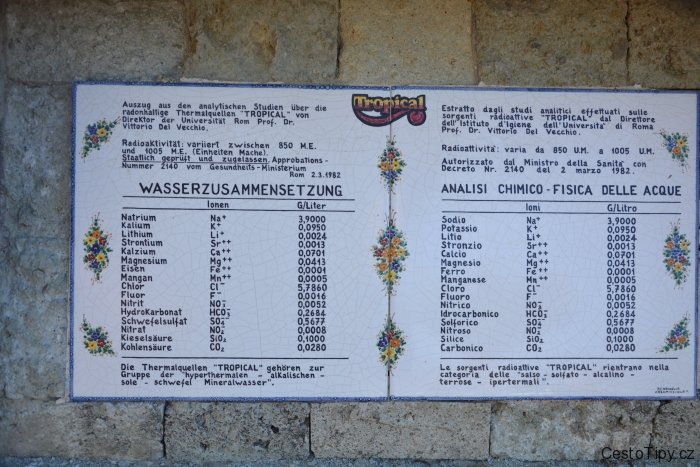 Tropical
Auszug aus den analytischen Studien über die
radonhältige Thermalquellen "TROPICAL" von
Direktor der Universität Rom Prof. Dr.
Vittorio Del Vecchio.
Radioaktivität: variiert zwischen 850 M.E.
und 1005 M.E. (Einheiten Mache).
Staatlich geprüft und zugelassen. Approbations-
Nummer 2140 vom Gesundheits-Ministerium
Rom 2.3.1982
WASSERZUSAMMENSETZUNG
Ionen G/Liter
Natrium Na+ 3,9000
Kalium K+ 0,0950
Lithium Li+ 0,0024
Strontium Sr++ 0,0013
Kalzium Ca++ 0,0701
Magnesium Mg++ 0,0413
Eisen Fe++ 0,0001
Mangan Mn++ 0,0005
Chlor Cl– 5,7860
Fluor F– 0,0016
Nitrit NO₃– 0,0052
Hydrokarbonat HCO₃– 0,2684
Schwefelsulfat SO₄– 0,5677
Nitrat NO₂– 0,0008
Kieselsäure SiO₂ 0,1000
Kohlensäure CO₂ 0,0280
Die Thermalquellen "TROPICAL" gehören zur
Gruppe der "hyperthermalen - alkalischen -
sole - schwefel Mineralwasser".
Estratto dagli studi analitici effettuati sulle
sorgenti radioattive "TROPICAL" dal Direttore
dell'Istituto d'Igiene dell'Università di Roma
Prof. Dr. Vittorio Del Vecchio.
Radioattività: varia da 850 U.M. a 1005 U.M.
Autorizzato dal Ministro della Sanità con
Decreto Nr. 2140 del 2 marzo 1982.
ANALISI CHIMICO-FISICA DELLE ACQUE
Ioni G/Litro
Sodio Na+ 3,9000
Potassio K+ 0,0950
Litio Li+ 0,0024
Stronzio Sr++ 0,0013
Calcio Ca++ 0,0701
Magnesio Mg++ 0,0413
Ferro Fe++ 0,0001
Manganese Mn++ 0,0005
Cloro Cl– 5,7860
Fluoro F– 0,0016
Nitrico NO₃– 0,0052
Idrocarbonico HCO₃– 0,2684
Solforico SO₄– 0,5677
Nitroso NO₂– 0,0008
Silice SiO₂ 0,1000
Carbonico CO₂ 0,0280
Le sorgenti radioattive "TROPICAL" rientrano nella
categoria delle "salso - solfato - alcalino -
terrose - ipertermali".
CestoTipy.cz